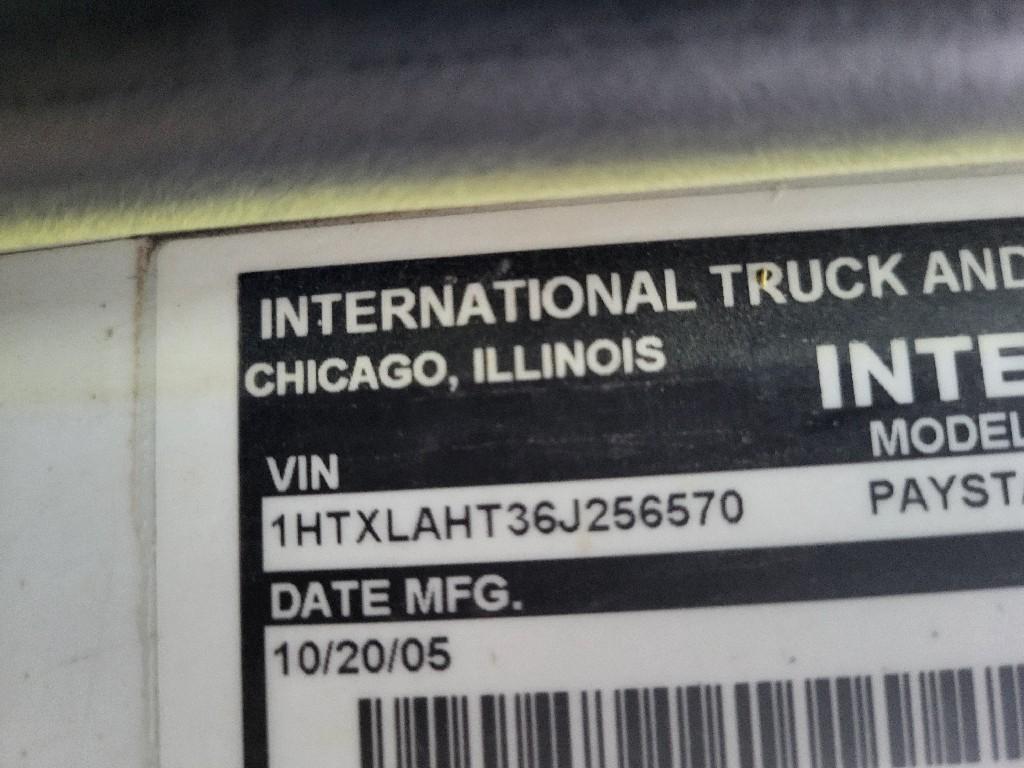 INTERNATIONAL TRUCK AND
CHICAGO, ILLINOIS
INTE
VIN
MODEL
1HTXLAHT36J256570
PAYSTA
DATE MFG.
10/20/05